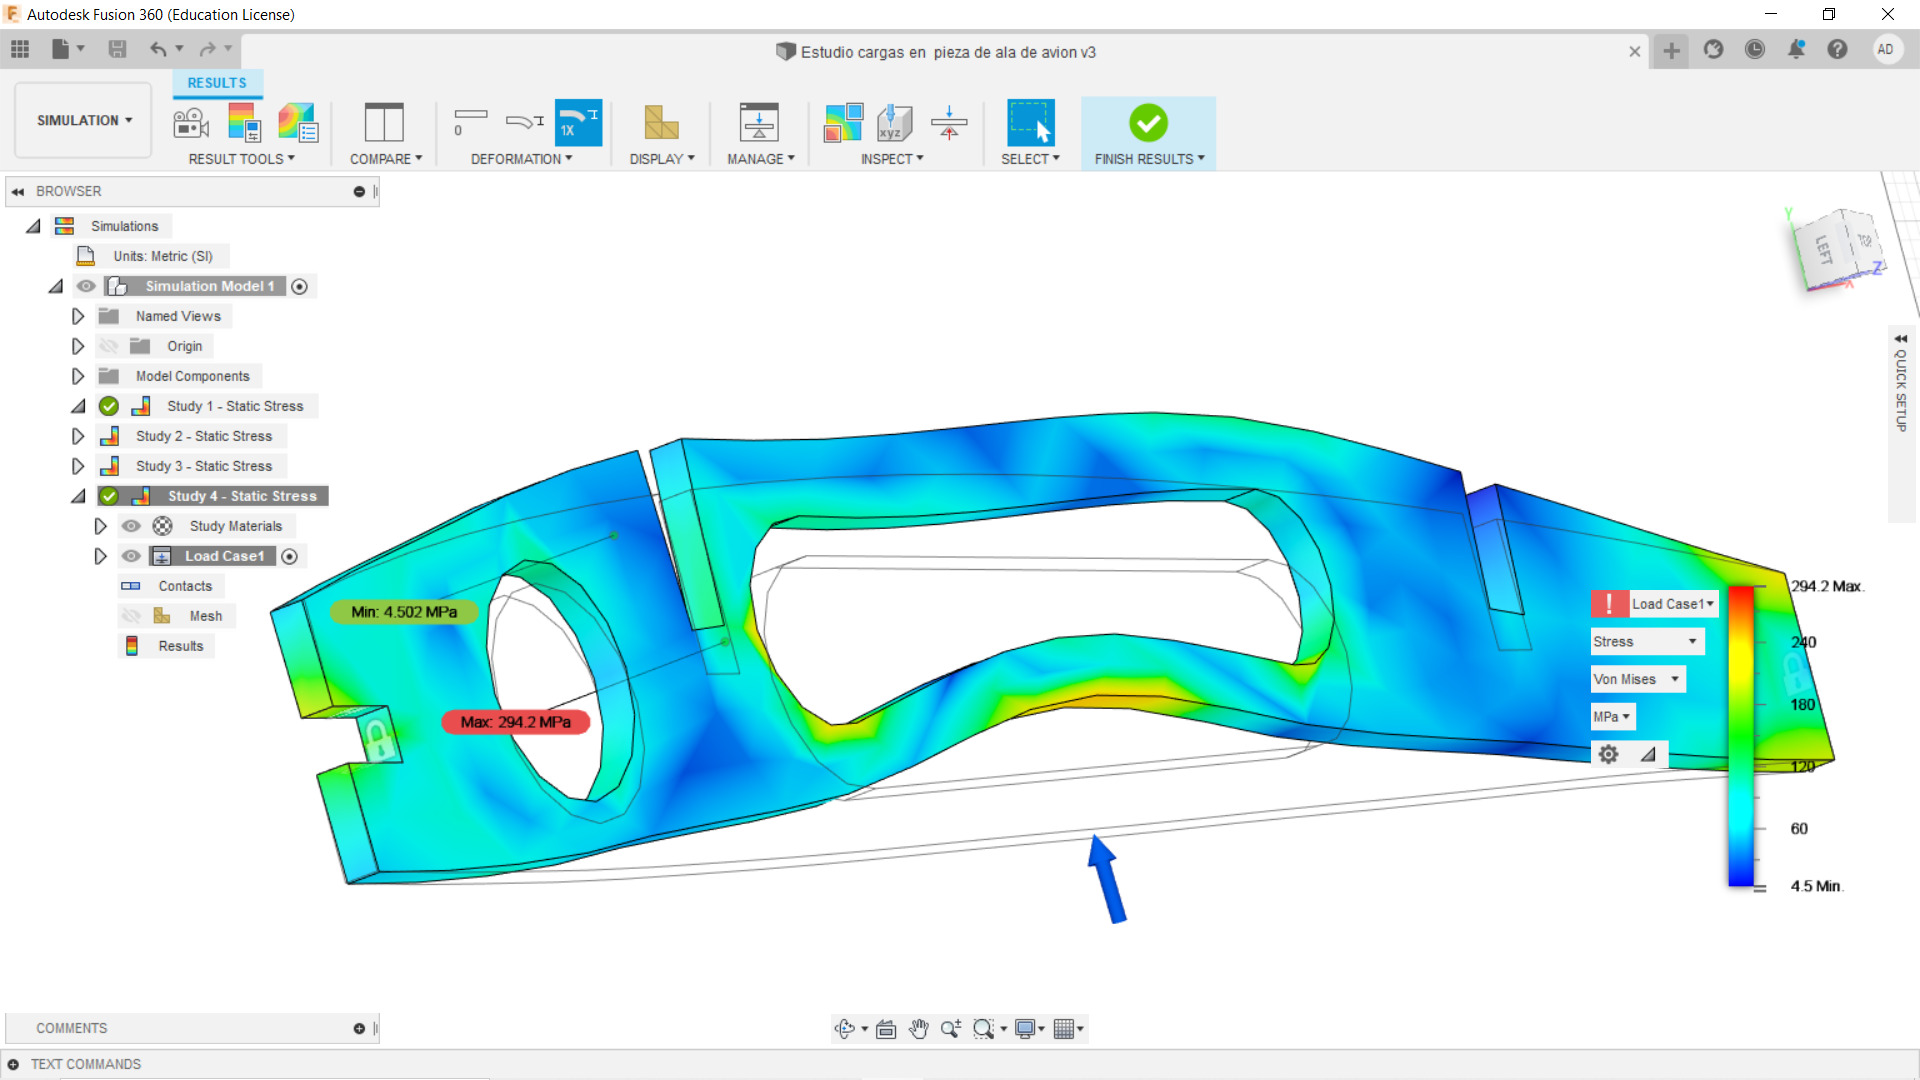 Autodesk Fusion 360 (Education License)
Estudio cargas en pieza de ala de avion v3
AD
RESULTS
SIMULATION
0
1X
xyz
RESULT TOOLS
COMPARE
DEFORMATION
DISPLAY
MANAGE
INSPECT
SELECT
FINISH RESULTS
BROWSER
Simulations
Units: Metric (SI)
Simulation Model 1
Named Views
Origin
Model Components
Study 1 - Static Stress
Study 2 - Static Stress
Study 3 - Static Stress
Study 4 - Static Stress
Study Materials
Load Case1
Contacts
Mesh
Results
Min: 4.502 MPa
Max: 294.2 MPa
Y
LEFT
TOP
Z
X
QUICK SETUP
Load Case1
Stress
Von Mises
MPa
294.2 Max.
240
180
120
60
4.5 Min.
COMMENTS
TEXT COMMANDS